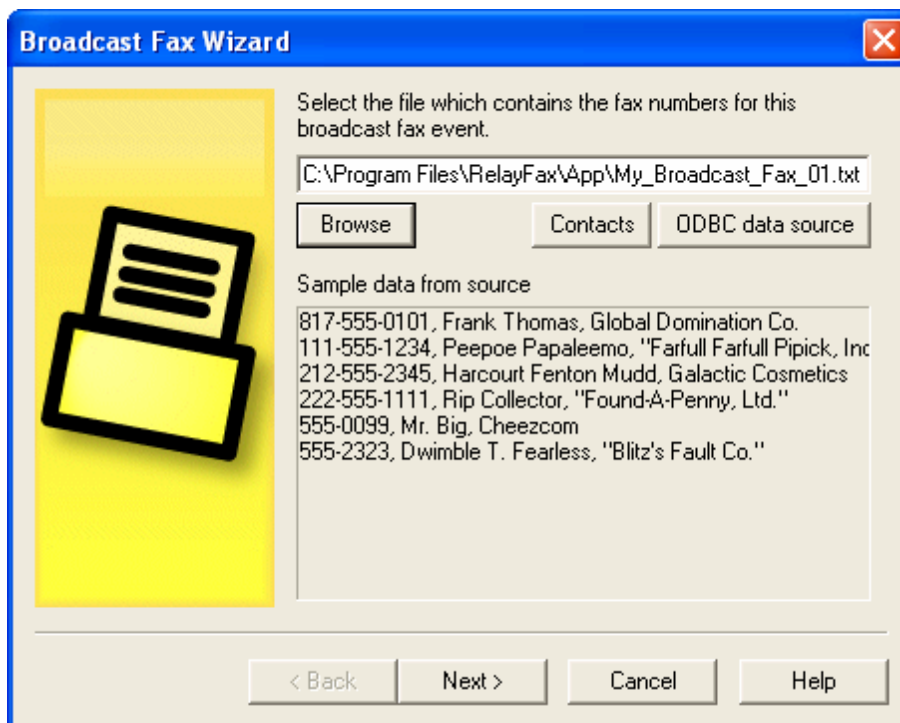 Broadcast Fax Wizard
Select the file which contains the fax numbers for this
broadcast fax event.
C:\Program Files\RelayFax\App\My_Broadcast_Fax_01.txt
Browse
Contacts
ODBC data source
Sample data from source
817-555-0101, Frank Thomas, Global Domination Co.
111-555-1234, Peepoe Papaleemo, "Farfull Farfull Pipick, Inc
212-555-2345, Harcourt Fenton Mudd, Galactic Cosmetics
222-555-1111, Rip Collector, "Found-A-Penny, Ltd."
555-0099, Mr. Big, Cheezcom
555-2323, Dwimble T. Fearless, "Blitz's Fault Co."
< Back
Next >
Cancel
Help